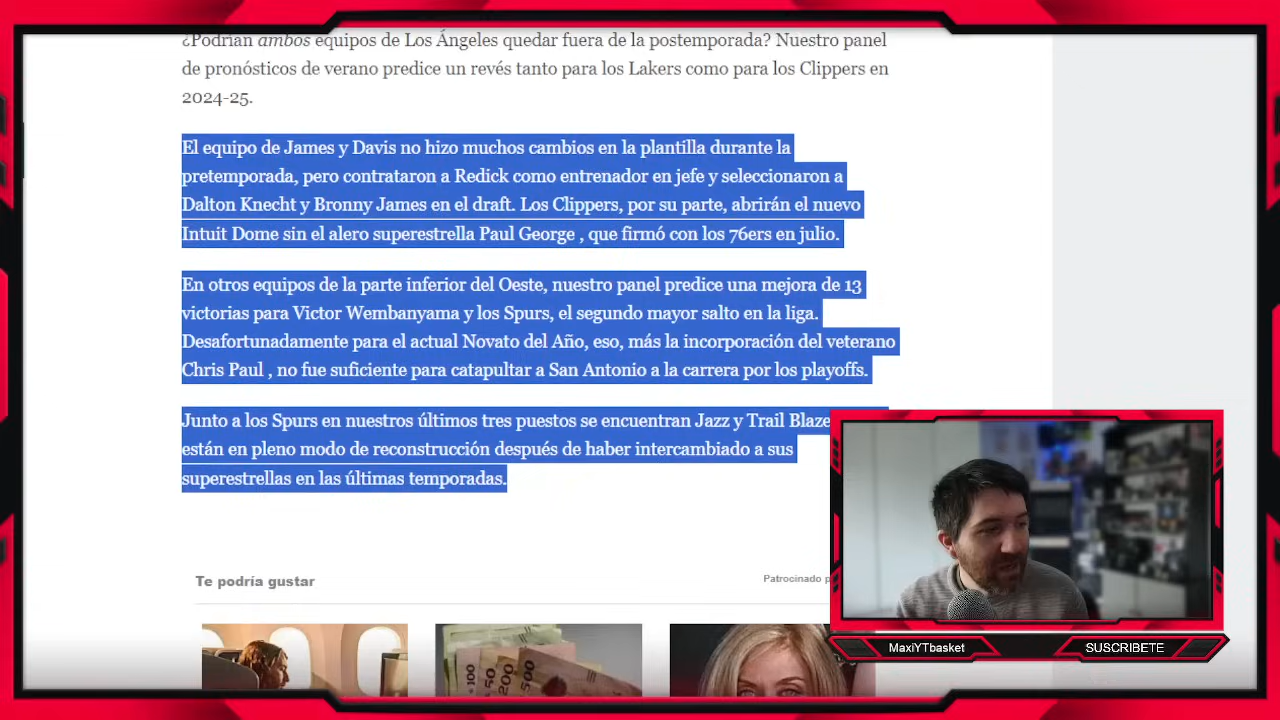 ¿Podrían ambos equipos de Los Ángeles quedar fuera de la postemporada? Nuestro panel
de pronósticos de verano predice un revés tanto para los Lakers como para los Clippers en
2024-25.
El equipo de James y Davis no hizo muchos cambios en la plantilla durante la
pretemporada, pero contrataron a Redick como entrenador en jefe y seleccionaron a
Dalton Knecht y Bronny James en el draft. Los Clippers, por su parte, abrirán el nuevo
Intuit Dome sin el alero superestrella Paul George , que firmó con los 76ers en julio.
En otros equipos de la parte inferior del Oeste, nuestro panel predice una mejora de 13
victorias para Victor Wembanyama y los Spurs, el segundo mayor salto en la liga.
Desafortunadamente para el actual Novato del Año, eso, más la incorporación del veterano
Chris Paul , no fue suficiente para catapultar a San Antonio a la carrera por los playoffs.
Junto a los Spurs en nuestros últimos tres puestos se encuentran Jazz y Trail
están en pleno modo de reconstrucción después de haber intercambiado a sus
superestrellas en las últimas temporadas.
Te podría gustar
Patrocinado
100
50
200
500
MaxiYTbasket
SUSCRIBETE